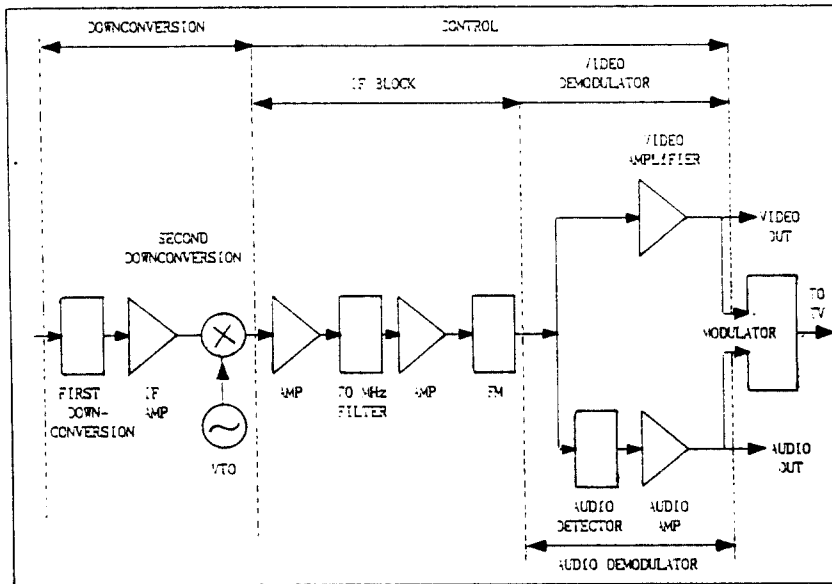 DOWNCONVERSION
CONTROL
IF BLOCK
VIDEO
DEMODULATOR
VIDEO
AMPLIFIER
VIDEO
OUT
SECOND
DOWNCONVERSION
TO
TV
MODULATOR
FIRST
DOWN-
CONVERSION
IF
AMP
VTO
AMP
70 MHz
FILTER
AMP
FM
AUDIO
OUT
AUDIO
DETECTOR
AUDIO
AMP
AUDIO DEMODULATOR